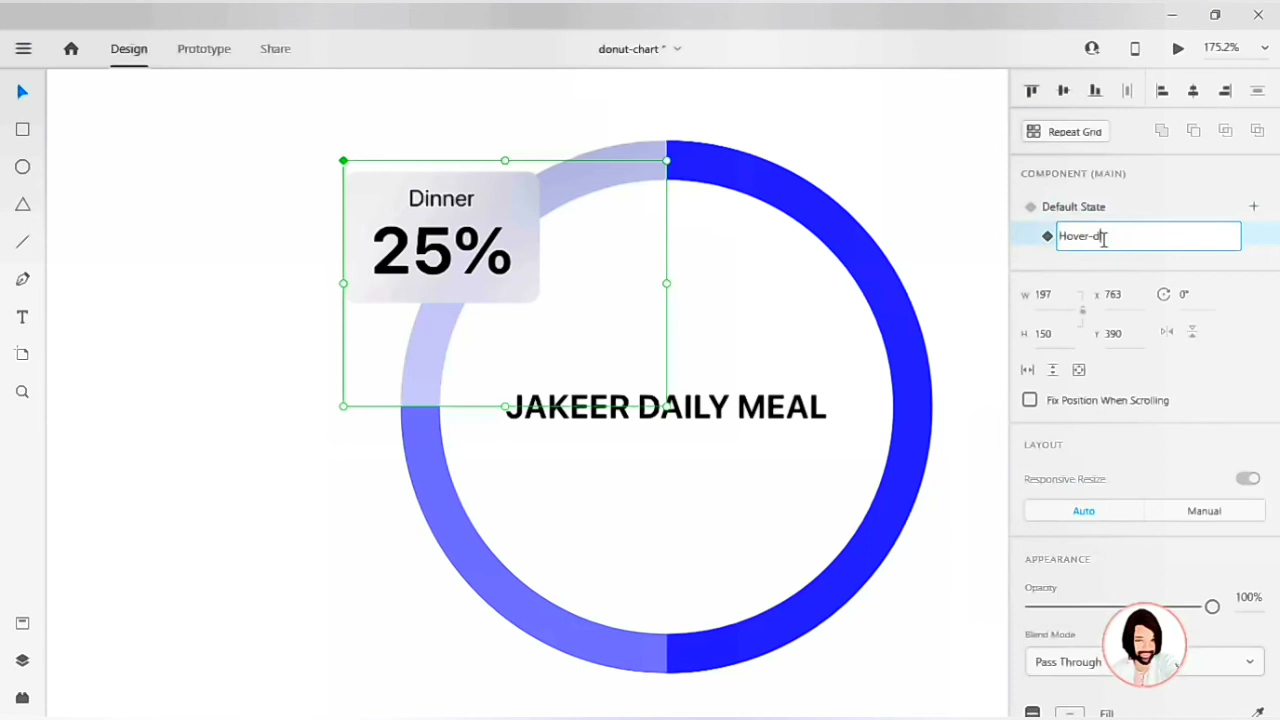 Design
Prototype
Share
donut-chart *
175.2%
Repeat Grid
COMPONENT (MAIN)
Default State
+
Hover-di
W 197
X 763
0°
H 150
Y 390
Fix Position When Scrolling
LAYOUT
Responsive Resize
Auto
Manual
APPEARANCE
Opacity
100%
Blend Mode
Pass Through
Fill
T
Dinner
25%
JAKEER DAILY MEAL